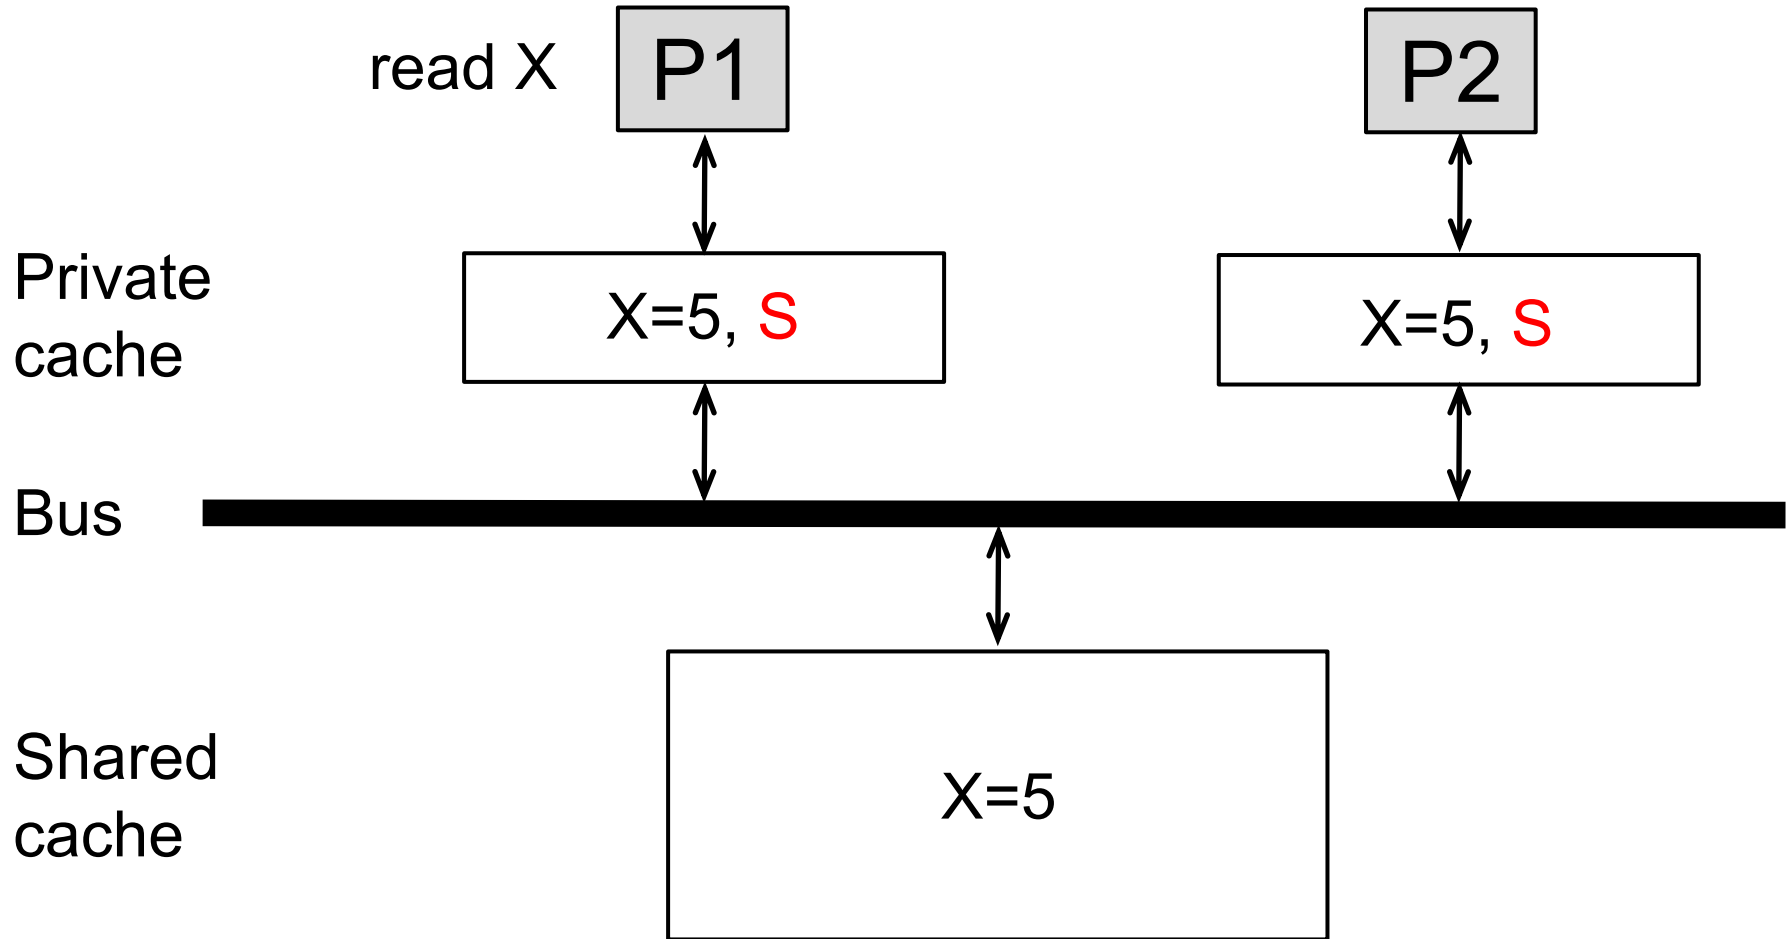 read X
P1
P2
Private
cache
X=5, S
X=5, S
Bus
Shared
cache
X=5